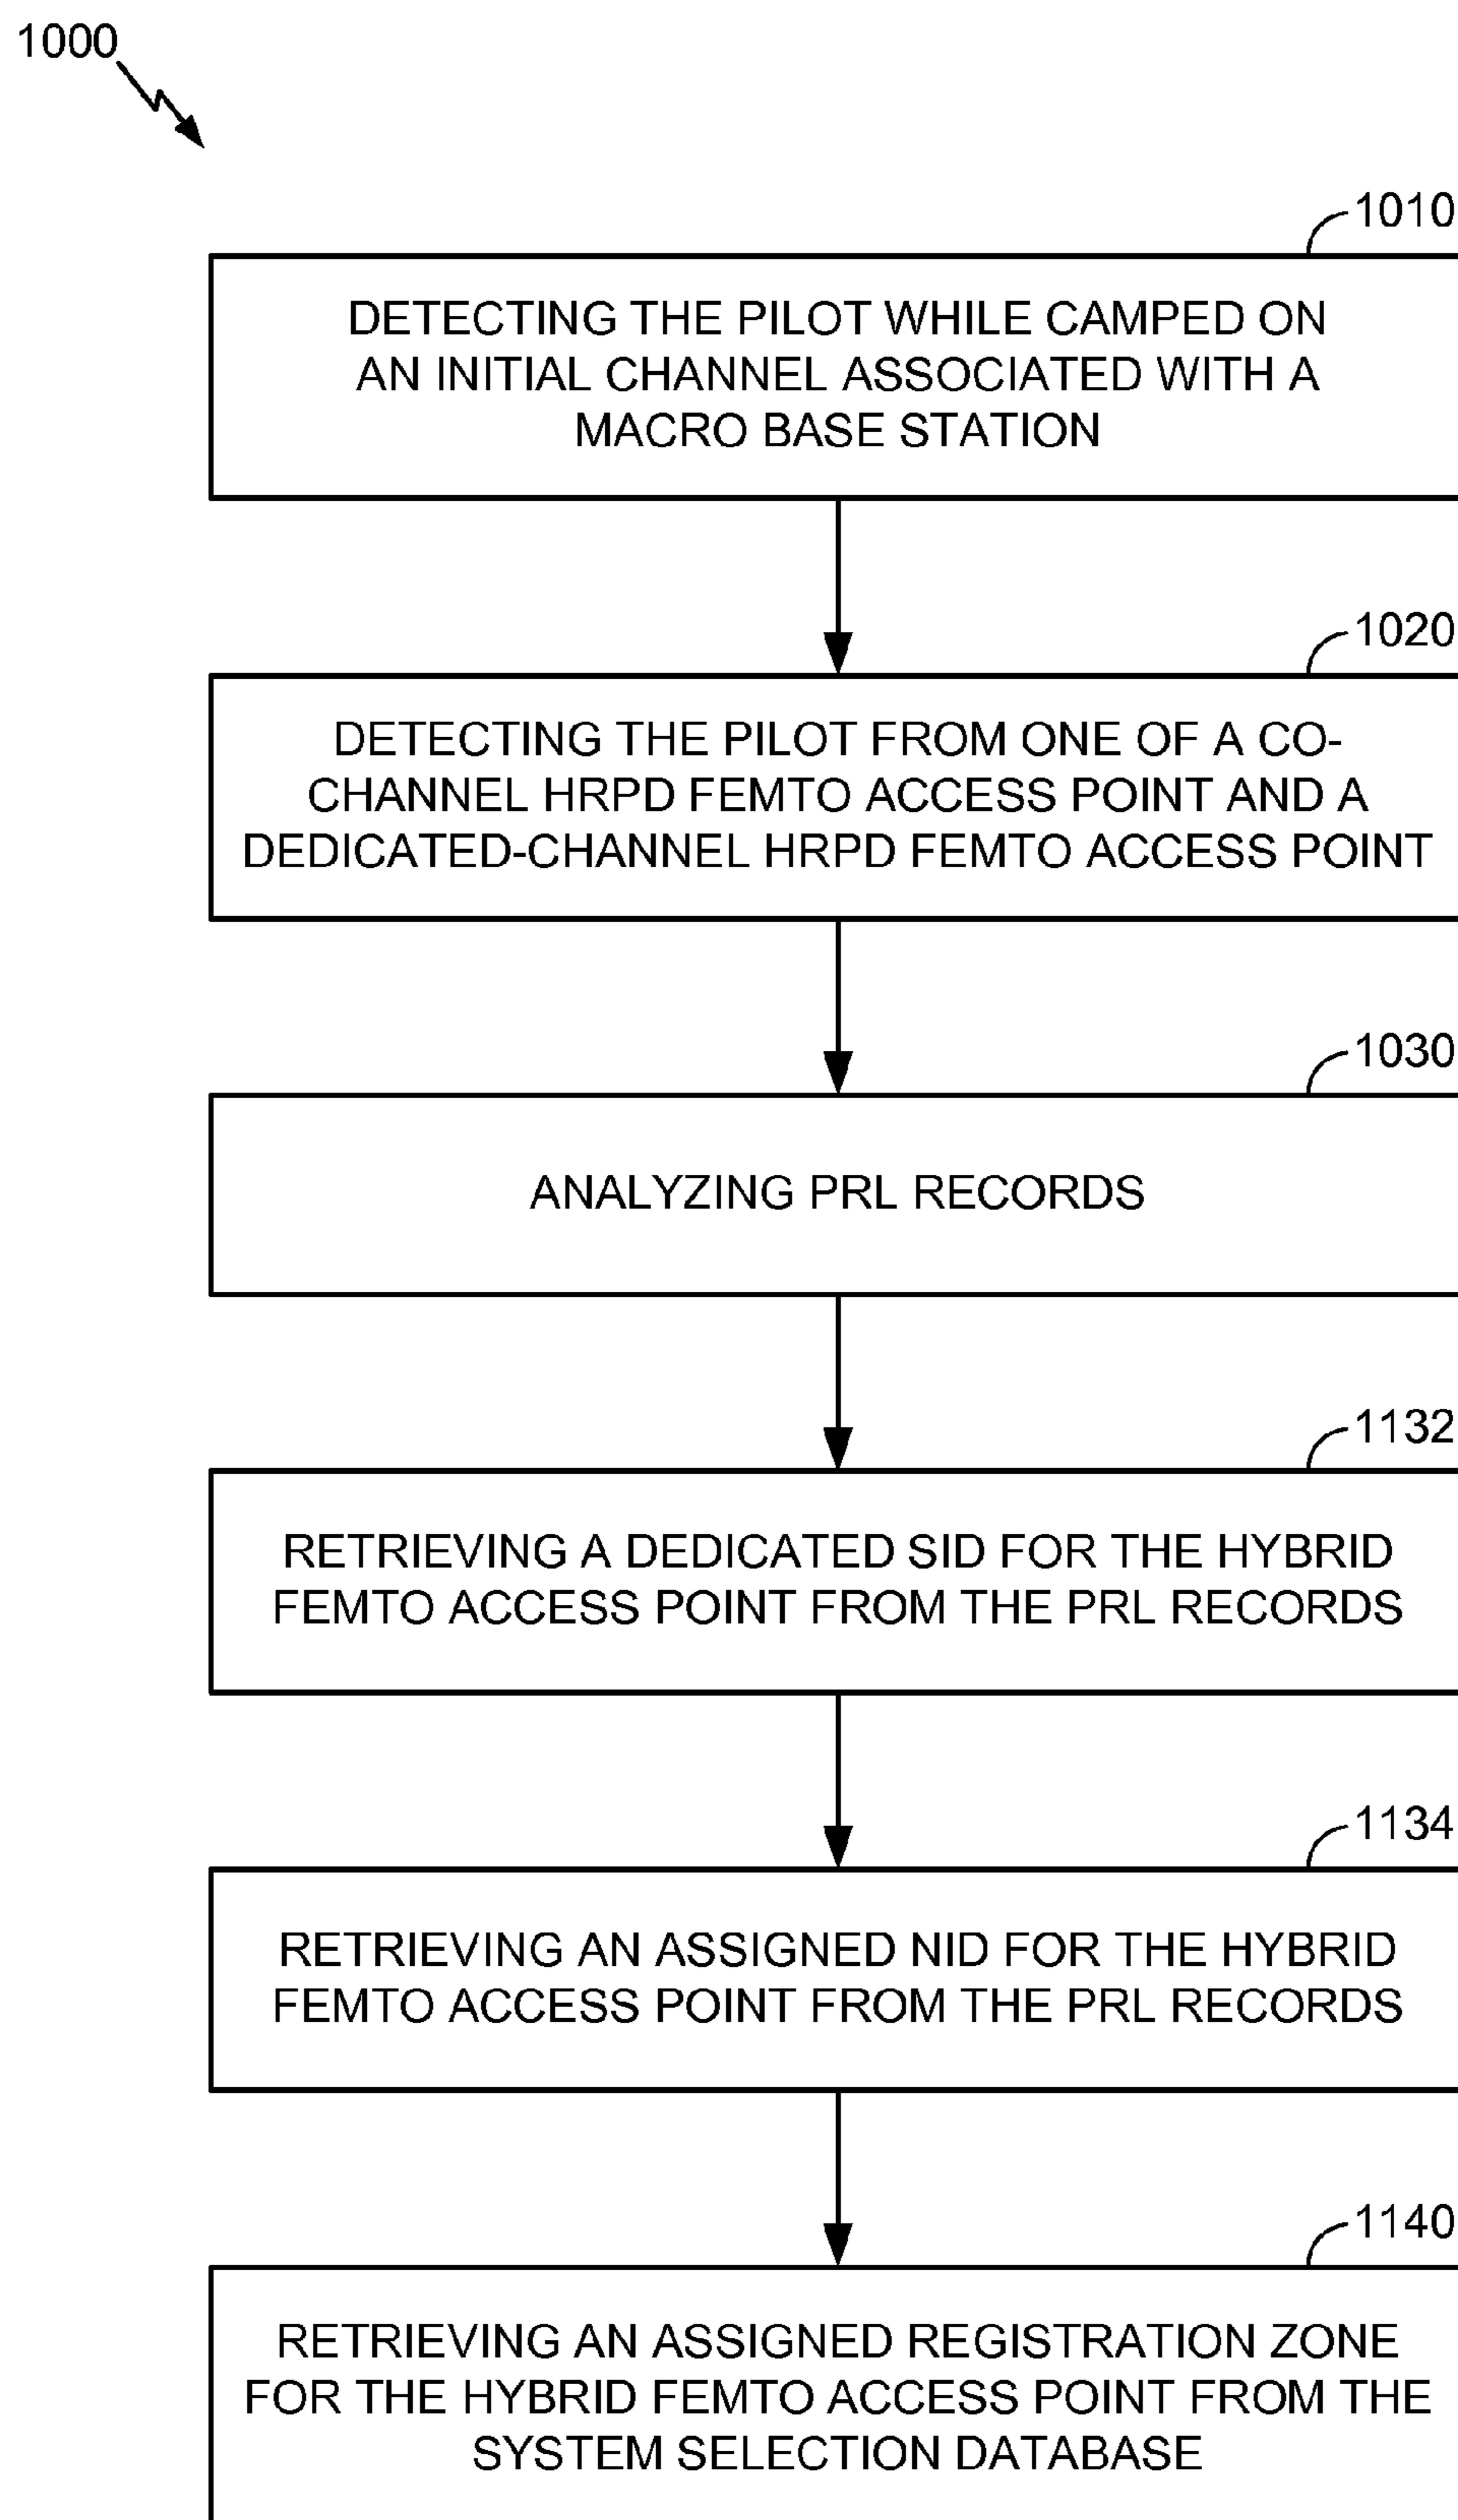 1000
1010
DETECTING THE PILOT WHILE CAMPED ON
AN INITIAL CHANNEL ASSOCIATED WITH A
MACRO BASE STATION
1020
DETECTING THE PILOT FROM ONE OF A CO-
CHANNEL HRPD FEMTO ACCESS POINT AND A
DEDICATED-CHANNEL HRPD FEMTO ACCESS POINT
1030
ANALYZING PRL RECORDS
1132
RETRIEVING A DEDICATED SID FOR THE HYBRID
FEMTO ACCESS POINT FROM THE PRL RECORDS
1134
RETRIEVING AN ASSIGNED NID FOR THE HYBRID
FEMTO ACCESS POINT FROM THE PRL RECORDS
1140
RETRIEVING AN ASSIGNED REGISTRATION ZONE
FOR THE HYBRID FEMTO ACCESS POINT FROM THE
SYSTEM SELECTION DATABASE